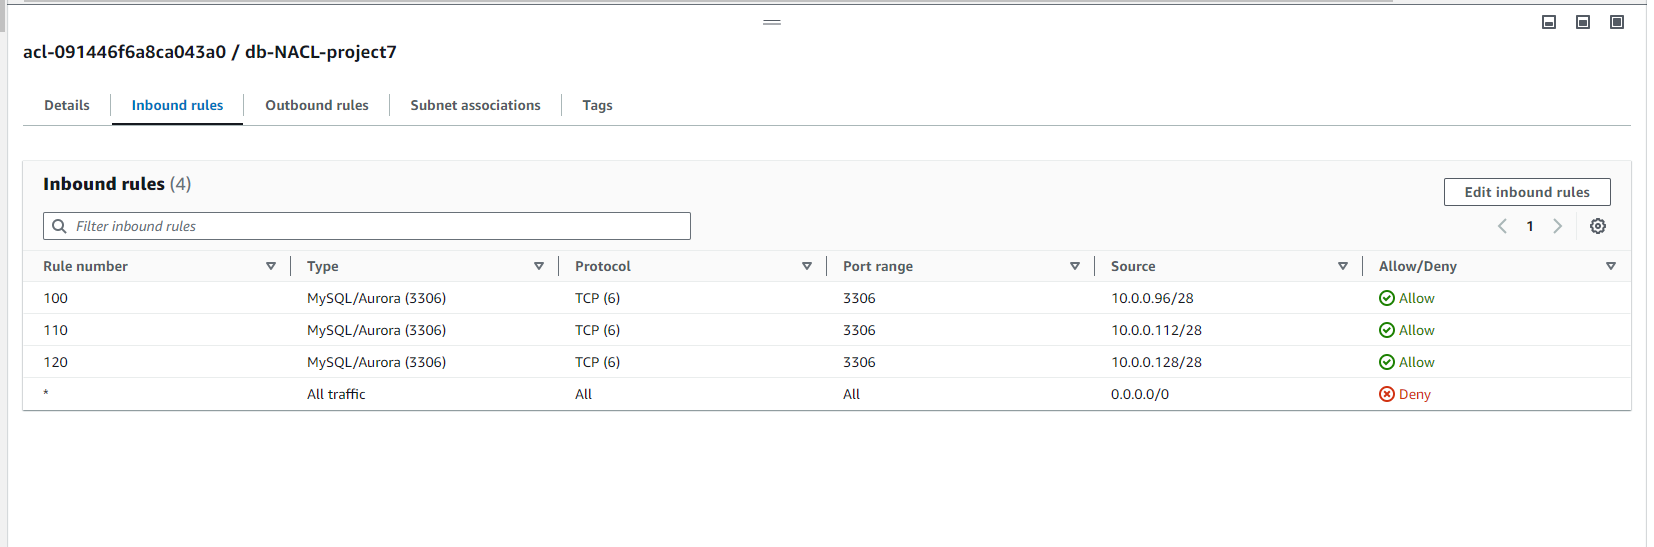 acl-091446f6a8ca043a0 / db-NACL-project7
Details Inbound rules Outbound rules Subnet associations Tags
Inbound rules (4)
Edit inbound rules
Filter inbound rules
1
Rule number Type Protocol Port range Source Allow/Deny
100 MySQL/Aurora (3306) TCP (6) 3306 10.0.0.96/28 Allow
110 MySQL/Aurora (3306) TCP (6) 3306 10.0.0.112/28 Allow
120 MySQL/Aurora (3306) TCP (6) 3306 10.0.0.128/28 Allow
* All traffic All All 0.0.0.0/0 Deny